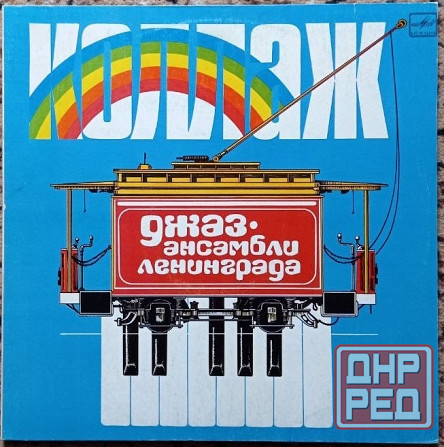 КОЛЛАЖ
джаз·
ансамбли
ленинграда
ДНР
РЕД